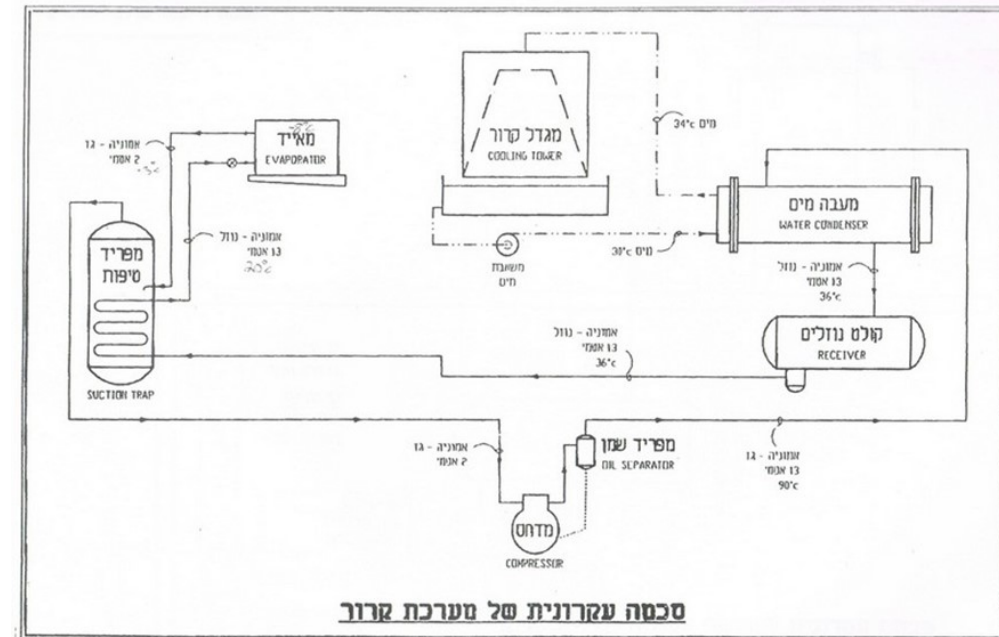 מגדל קרור
COOLING TOWER
מים 34°c
מאייד
EVAPORATOR
אמוניה - גז
2 אטמ'
אמוניה - נוזל
13 אטמ'
20°c
מפריד
טיפות
SUCTION TRAP
משאבת
מים
מים 30°c
מעבה מים
WATER CONDENSER
אמוניה - נוזל
13 אטמ'
36°c
קולט נוזלים
RECEIVER
אמוניה - נוזל
13 אטמ'
36°c
אמוניה - גז
2 אטמ'
מפריד שמן
OIL SEPARATOR
אמוניה - גז
13 אטמ'
90°c
מדחס
COMPRESSOR
סכמה עקרונית של מערכת קרור